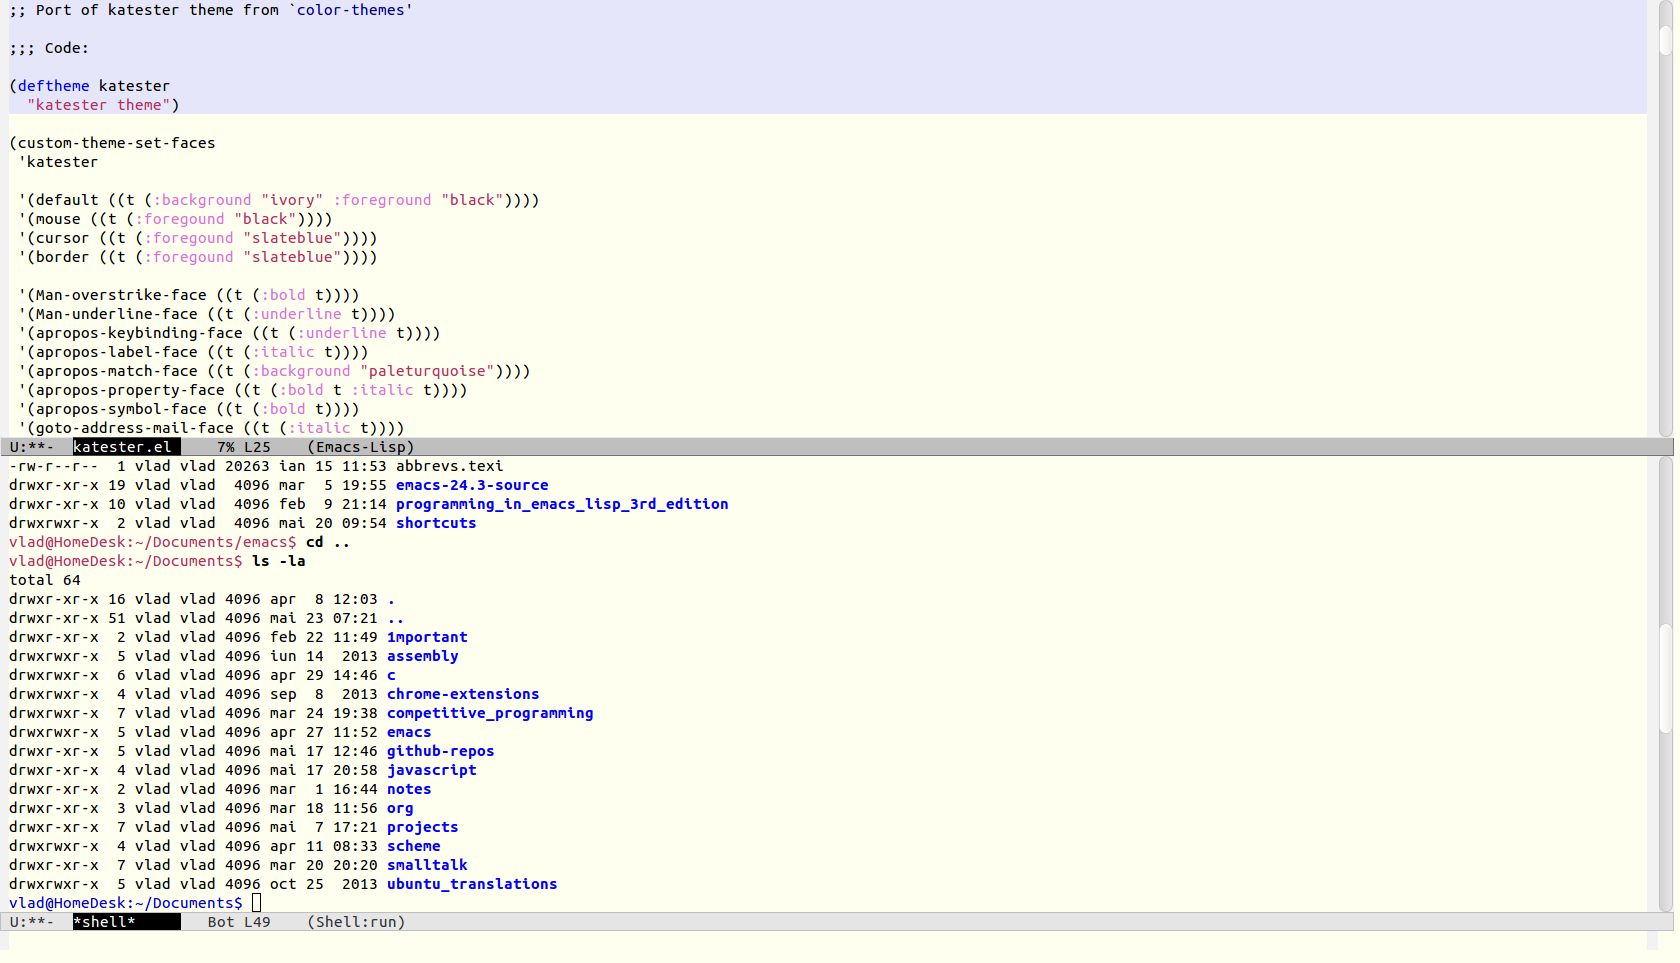 ;; Port of katester theme from `color-themes'
;;; Code:
(deftheme katester
  "katester theme")
(custom-theme-set-faces
 'katester
 '(default ((t (:background "ivory" :foreground "black"))))
 '(mouse ((t (:foregound "black"))))
 '(cursor ((t (:foregound "slateblue"))))
 '(border ((t (:foregound "slateblue"))))
 '(Man-overstrike-face ((t (:bold t))))
 '(Man-underline-face ((t (:underline t))))
 '(apropos-keybinding-face ((t (:underline t))))
 '(apropos-label-face ((t (:italic t))))
 '(apropos-match-face ((t (:background "paleturquoise"))))
 '(apropos-property-face ((t (:bold t :italic t))))
 '(apropos-symbol-face ((t (:bold t))))
 '(goto-address-mail-face ((t (:italic t))))
U:**-  katester.el     7% L25    (Emacs-Lisp)
-rw-r--r--  1 vlad vlad 20263 ian 15 11:53 abbrevs.texi
drwxr-xr-x 19 vlad vlad  4096 mar  5 19:55 emacs-24.3-source
drwxr-xr-x 10 vlad vlad  4096 feb  9 21:14 programming_in_emacs_lisp_3rd_edition
drwxrwxr-x  2 vlad vlad  4096 mai 20 09:54 shortcuts
vlad@HomeDesk:~/Documents/emacs$ cd ..
vlad@HomeDesk:~/Documents$ ls -la
total 64
drwxr-xr-x 16 vlad vlad 4096 apr  8 12:03 .
drwxr-xr-x 51 vlad vlad 4096 mai 23 07:21 ..
drwxr-xr-x  2 vlad vlad 4096 feb 22 11:49 1mportant
drwxrwxr-x  5 vlad vlad 4096 iun 14  2013 assembly
drwxrwxr-x  6 vlad vlad 4096 apr 29 14:46 c
drwxrwxr-x  4 vlad vlad 4096 sep  8  2013 chrome-extensions
drwxrwxr-x  7 vlad vlad 4096 mar 24 19:38 competitive_programming
drwxrwxr-x  5 vlad vlad 4096 apr 27 11:52 emacs
drwxr-xr-x  5 vlad vlad 4096 mai 17 12:46 github-repos
drwxr-xr-x  4 vlad vlad 4096 mai 17 20:58 javascript
drwxrwxr-x  2 vlad vlad 4096 mar  1 16:44 notes
drwxr-xr-x  3 vlad vlad 4096 mar 18 11:56 org
drwxr-xr-x  7 vlad vlad 4096 mai  7 17:21 projects
drwxrwxr-x  4 vlad vlad 4096 apr 11 08:33 scheme
drwxr-xr-x  7 vlad vlad 4096 mar 20 20:20 smalltalk
drwxrwxr-x  5 vlad vlad 4096 oct 25  2013 ubuntu_translations
vlad@HomeDesk:~/Documents$
U:**-  *shell*        Bot L49    (Shell:run)